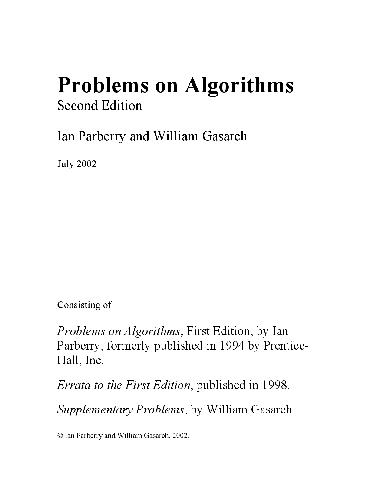 Problems on Algorithms
Second Edition
Ian Parberry and William Gasarch
July 2002
Consisting of
Problems on Algorithms, First Edition, by Ian
Parberry, formerly published in 1994 by Prentice-
Hall, Inc.
Errata to the First Edition, published in 1998.
Supplementary Problems, by William Gasarch
© Ian Parberry and William Gasarch, 2002.